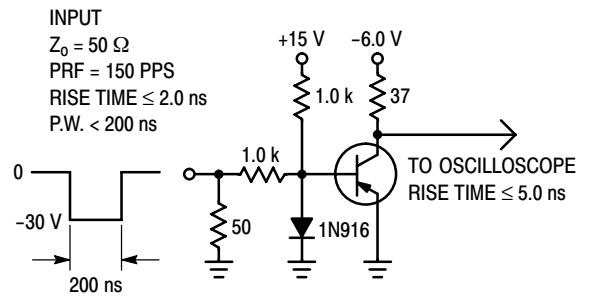 INPUT
Zo = 50 Ω
PRF = 150 PPS
RISE TIME ≤ 2.0 ns
P.W. < 200 ns
+15 V
−6.0 V
1.0 k
37
1.0 k
TO OSCILLOSCOPE
RISE TIME ≤ 5.0 ns
0
−30 V
50
1N916
200 ns